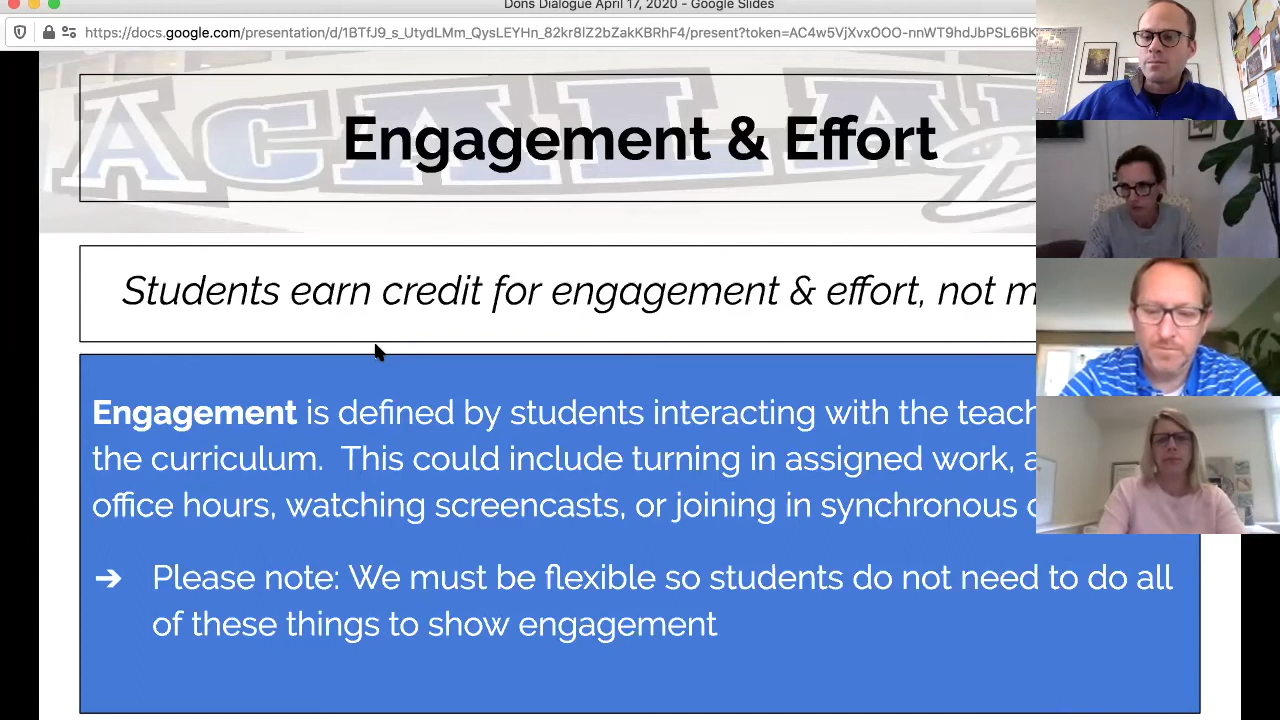 Dons Dialogue April 17, 2020 - Google Slides
https://docs.google.com/presentation/d/1BTfJ9_s_UtydLMm_QysLEYHn_82kr8lZ2bZakKBRhF4/present?token=AC4w5VjXvxOOO-nnWT9hdJbPSL6BK
Engagement & Effort
Students earn credit for engagement & effort, not m
Engagement is defined by students interacting with the teach
the curriculum. This could include turning in assigned work, a
office hours, watching screencasts, or joining in synchronous
➔ Please note: We must be flexible so students do not need to do all
of these things to show engagement